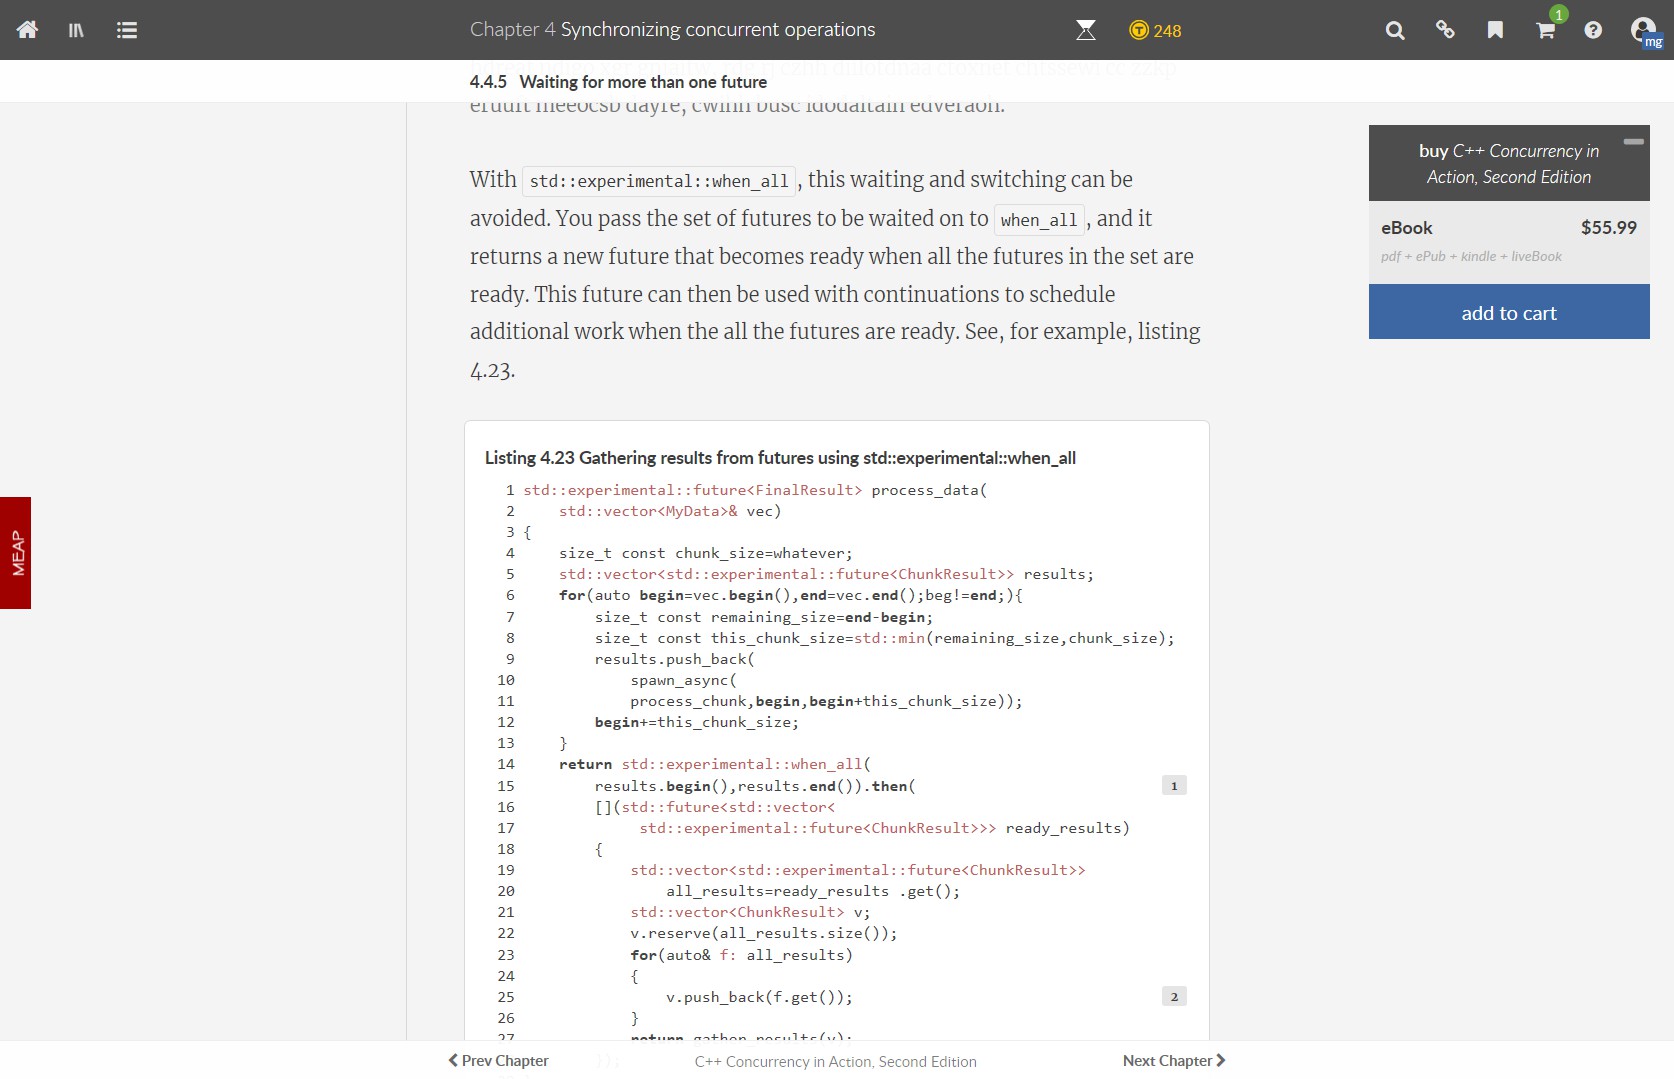 Chapter 4 Synchronizing concurrent operations
248
1
mg
4.4.5 Waiting for more than one future
With std::experimental::when_all, this waiting and switching can be
avoided. You pass the set of futures to be waited on to when_all, and it
returns a new future that becomes ready when all the futures in the set are
ready. This future can then be used with continuations to schedule
additional work when the all the futures are ready. See, for example, listing
4.23.
buy C++ Concurrency in
Action, Second Edition
eBook $55.99
pdf + ePub + kindle + liveBook
add to cart
MEAP
Listing 4.23 Gathering results from futures using std::experimental::when_all
1 std::experimental::future<FinalResult> process_data(
2     std::vector<MyData>& vec)
3 {
4     size_t const chunk_size=whatever;
5     std::vector<std::experimental::future<ChunkResult>> results;
6     for(auto begin=vec.begin(),end=vec.end();beg!=end;){
7         size_t const remaining_size=end-begin;
8         size_t const this_chunk_size=std::min(remaining_size,chunk_size);
9         results.push_back(
10             spawn_async(
11             process_chunk,begin,begin+this_chunk_size));
12         begin+=this_chunk_size;
13     }
14     return std::experimental::when_all(
15         results.begin(),results.end()).then( 1
16         [](std::future<std::vector<
17              std::experimental::future<ChunkResult>>> ready_results)
18         {
19             std::vector<std::experimental::future<ChunkResult>>
20                 all_results=ready_results .get();
21             std::vector<ChunkResult> v;
22             v.reserve(all_results.size());
23             for(auto& f: all_results)
24             {
25                 v.push_back(f.get()); 2
26             }
27             return gather_results(v);
Prev Chapter
C++ Concurrency in Action, Second Edition
Next Chapter